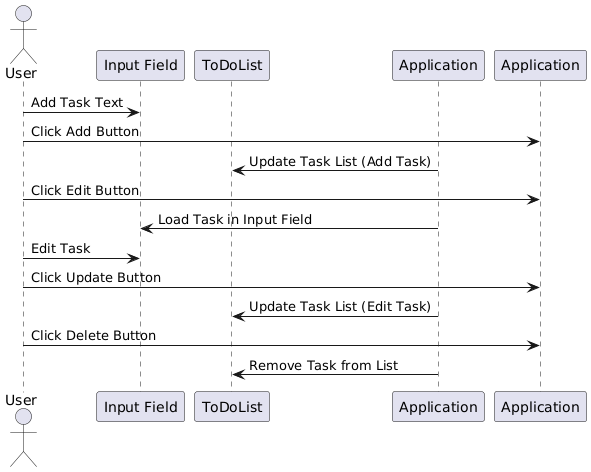 User
Input Field
ToDoList
Application
Application
Add Task Text
Click Add Button
Update Task List (Add Task)
Click Edit Button
Load Task in Input Field
Edit Task
Click Update Button
Update Task List (Edit Task)
Click Delete Button
Remove Task from List
User
Input Field
ToDoList
Application
Application